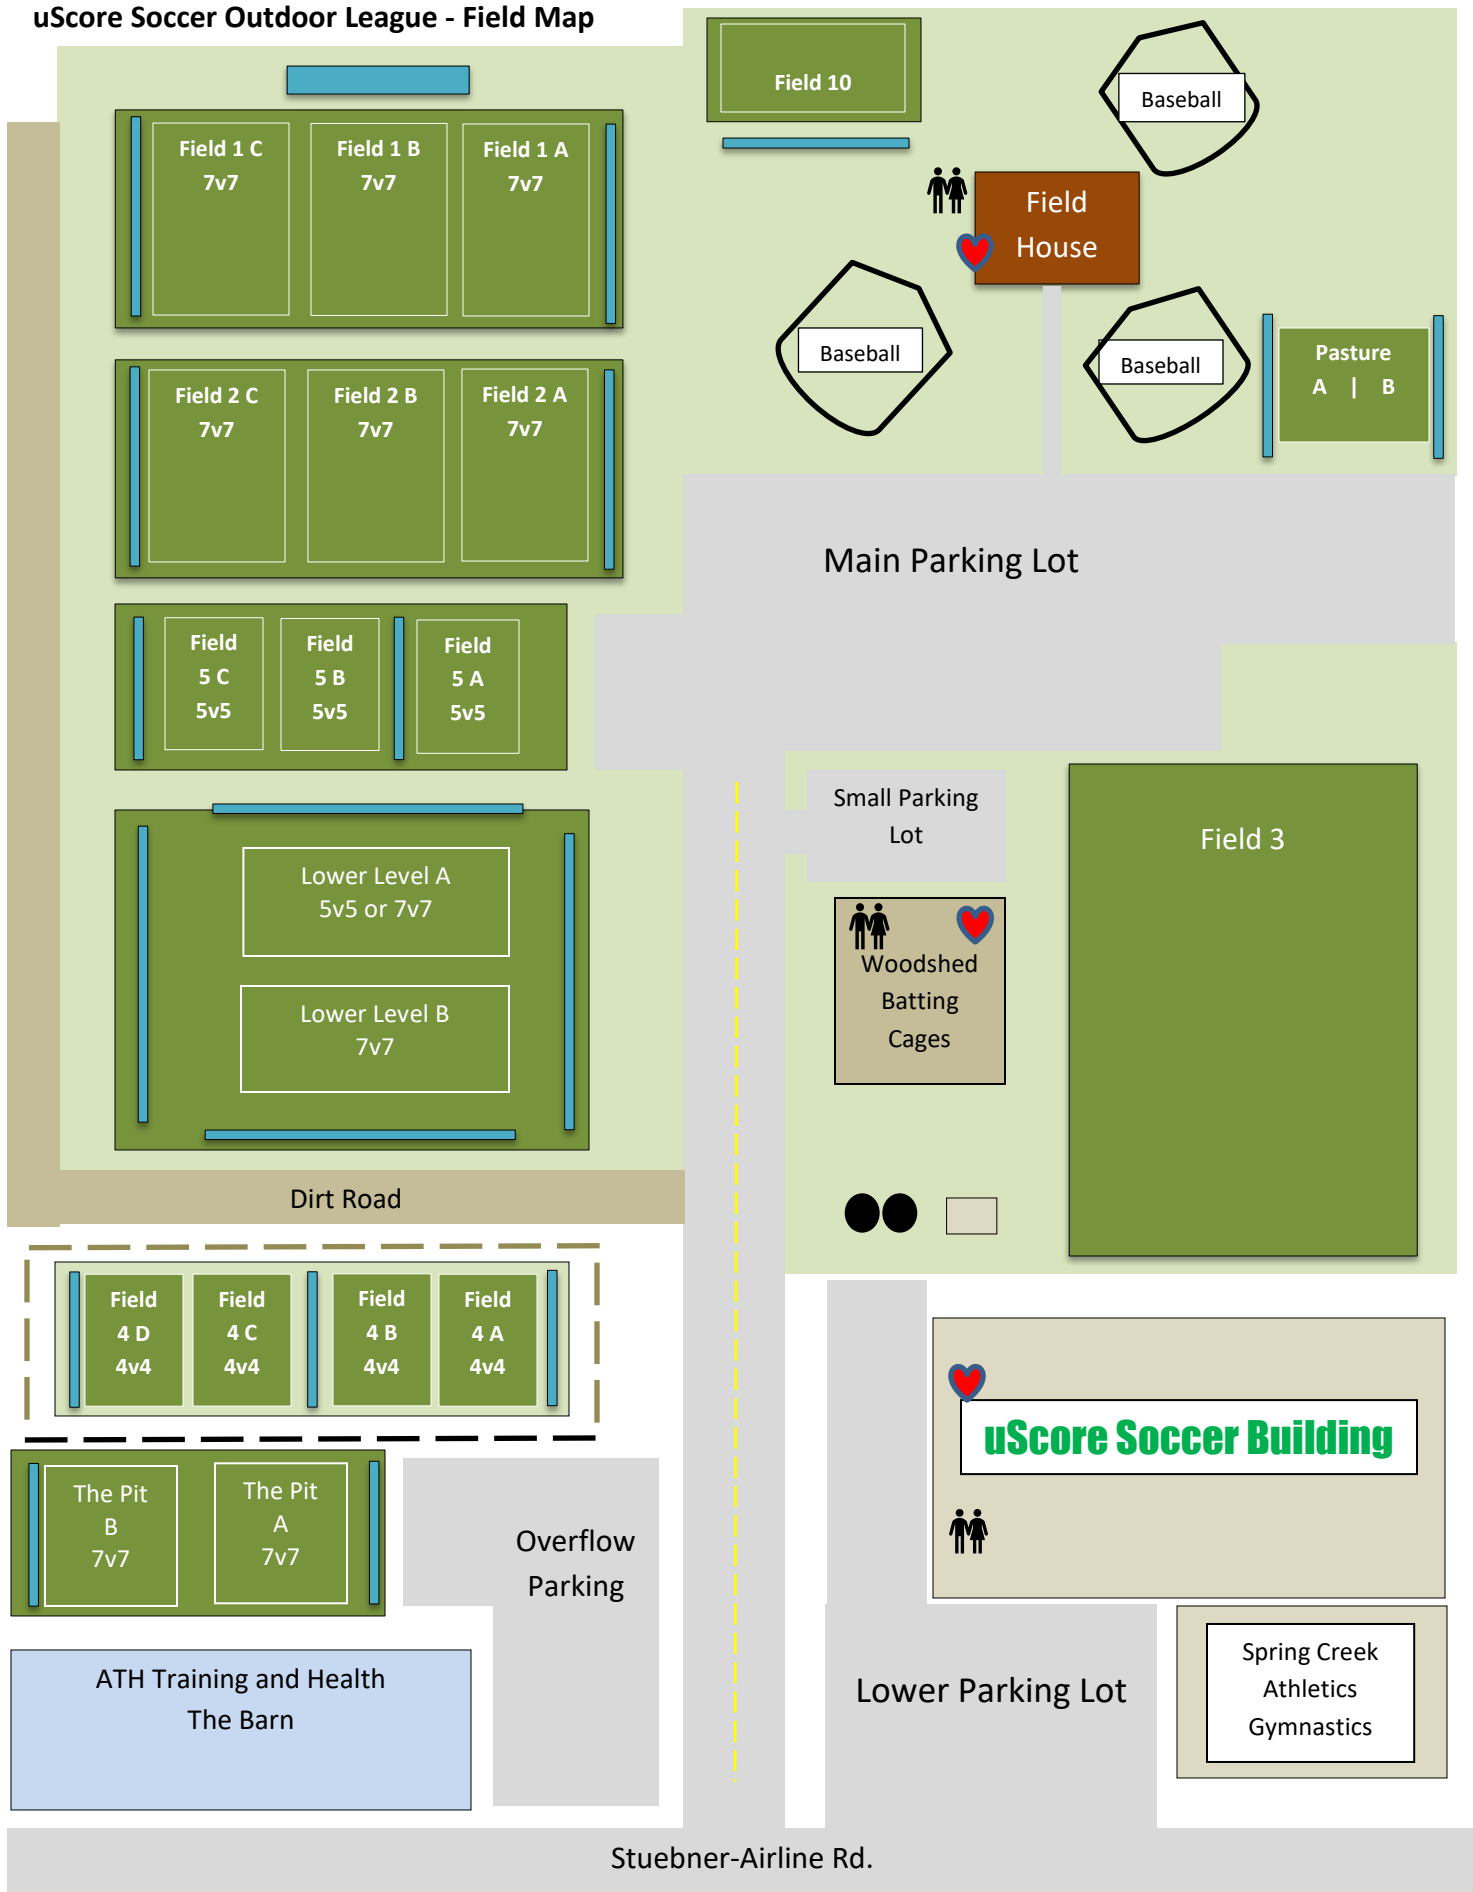 uScore Soccer Outdoor League - Field Map
Field 10
Baseball
Field 1 C
7v7
Field 1 B
7v7
Field 1 A
7v7
Field
House
Baseball
Baseball
Pasture
A | B
Field 2 C
7v7
Field 2 B
7v7
Field 2 A
7v7
Main Parking Lot
Field
5 C
5v5
Field
5 B
5v5
Field
5 A
5v5
Small Parking
Lot
Field 3
Lower Level A
5v5 or 7v7
Woodshed
Batting
Cages
Lower Level B
7v7
Dirt Road
Field
4 D
4v4
Field
4 C
4v4
Field
4 B
4v4
Field
4 A
4v4
uScore Soccer Building
The Pit
B
7v7
The Pit
A
7v7
Overflow
Parking
ATH Training and Health
The Barn
Lower Parking Lot
Spring Creek
Athletics
Gymnastics
Stuebner-Airline Rd.